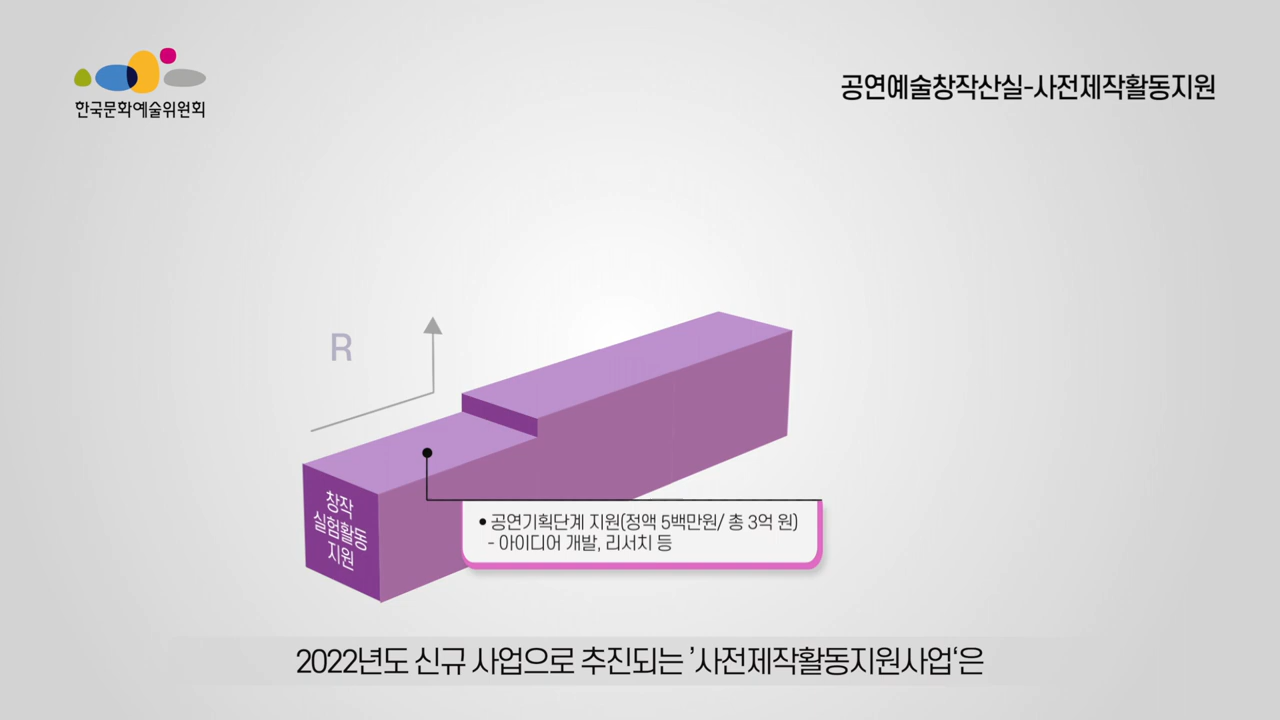 한국문화예술위원회
공연예술창작산실-사전제작활동지원
R
창작
실험활동
지원
•공연기획단계 지원(정액 5백만원/ 총 3억 원)
- 아이디어 개발, 리서치 등
2022년도 신규 사업으로 추진되는 ’사전제작활동지원사업‘은